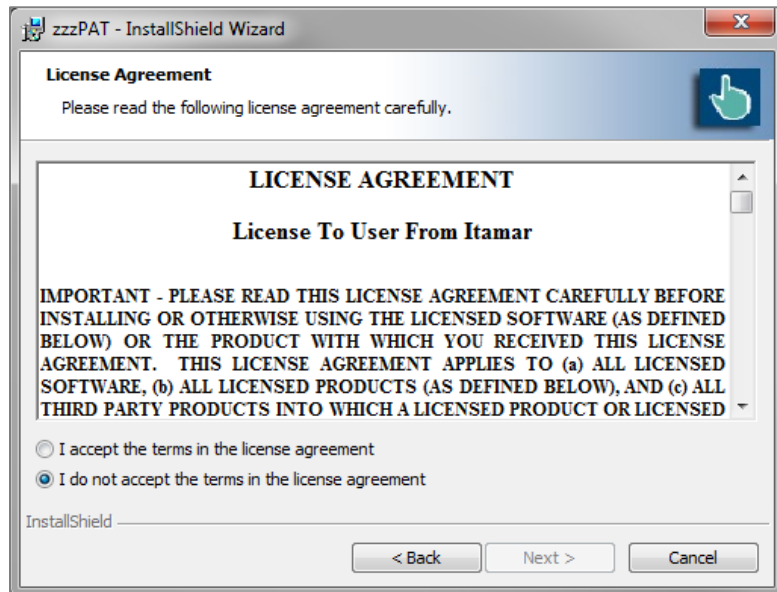 zzzPAT - InstallShield Wizard
License Agreement
Please read the following license agreement carefully.
LICENSE AGREEMENT
License To User From Itamar
IMPORTANT - PLEASE READ THIS LICENSE AGREEMENT CAREFULLY BEFORE
INSTALLING OR OTHERWISE USING THE LICENSED SOFTWARE (AS DEFINED
BELOW) OR THE PRODUCT WITH WHICH YOU RECEIVED THIS LICENSE
AGREEMENT. THIS LICENSE AGREEMENT APPLIES TO (a) ALL LICENSED
SOFTWARE, (b) ALL LICENSED PRODUCTS (AS DEFINED BELOW), AND (c) ALL
THIRD PARTY PRODUCTS INTO WHICH A LICENSED PRODUCT OR LICENSED
I accept the terms in the license agreement
I do not accept the terms in the license agreement
InstallShield
< Back Next > Cancel